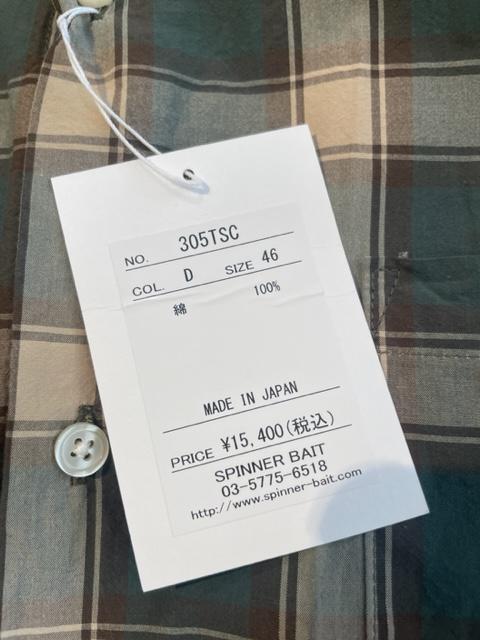 NO. 305TSC
COL. D SIZE 46
綿 100%
MADE IN JAPAN
PRICE ¥15,400(税込)
SPINNER BAIT
03-5775-6518
http://www.spinner-bait.com